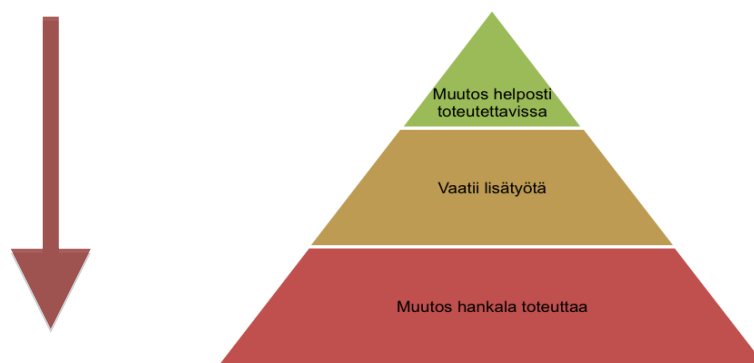 Muutos helposti
toteutettavissa
Vaatii lisätyötä
Muutos hankala toteuttaa